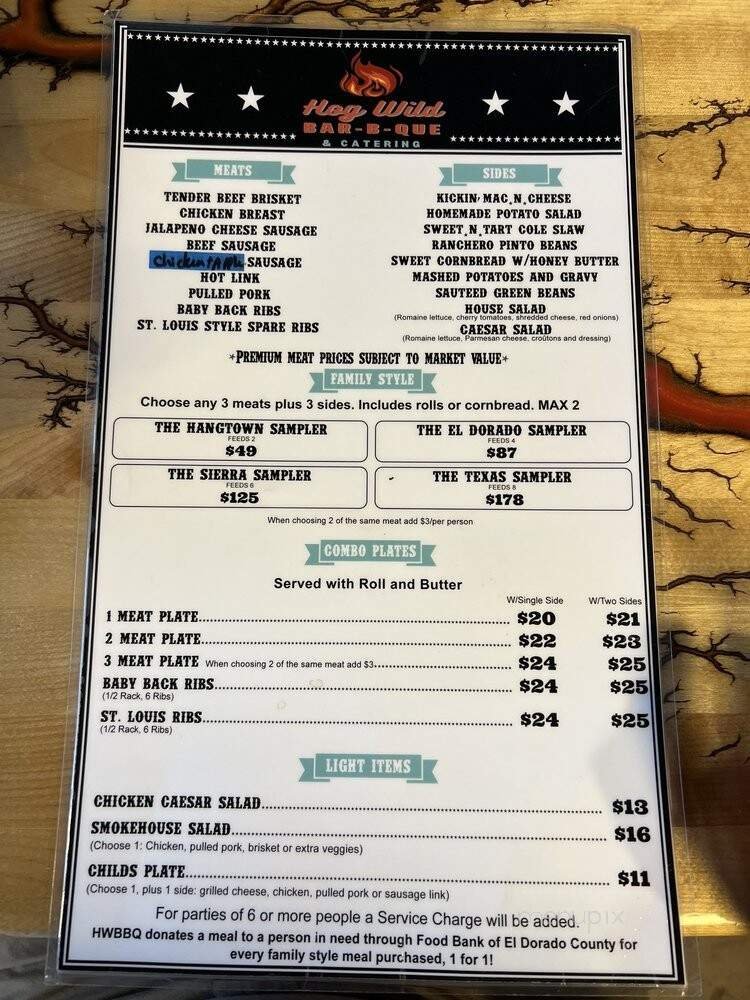 Hog Wild
BAR-B-QUE
& CATERING
MEATS
TENDER BEEF BRISKET
CHICKEN BREAST
JALAPENO CHEESE SAUSAGE
BEEF SAUSAGE
SAUSAGE
HOT LINK
PULLED PORK
BABY BACK RIBS
ST. LOUIS STYLE SPARE RIBS
SIDES
KICKIN' MAC.N.CHEESE
HOMEMADE POTATO SALAD
SWEET.N.TART COLE SLAW
RANCHERO PINTO BEANS
SWEET CORNBREAD W/HONEY BUTTER
MASHED POTATOES AND GRAVY
SAUTEED GREEN BEANS
HOUSE SALAD
(Romaine lettuce, cherry tomatoes, shredded cheese, red onions)
CAESAR SALAD
(Romaine lettuce, Parmesan cheese, croutons and dressing)
*PREMIUM MEAT PRICES SUBJECT TO MARKET VALUE*
FAMILY STYLE
Choose any 3 meats plus 3 sides. Includes rolls or cornbread. MAX 2
THE HANGTOWN SAMPLER
FEEDS 2
$49
THE EL DORADO SAMPLER
FEEDS 4
$87
THE SIERRA SAMPLER
FEEDS 6
$125
THE TEXAS SAMPLER
FEEDS 8
$178
When choosing 2 of the same meat add $3/per person
COMBO PLATES
Served with Roll and Butter
W/Single Side W/Two Sides
1 MEAT PLATE $20 $21
2 MEAT PLATE $22 $23
3 MEAT PLATE When choosing 2 of the same meat add $3 $24 $25
BABY BACK RIBS $24 $25
(1/2 Rack, 6 Ribs)
ST. LOUIS RIBS $24 $25
(1/2 Rack, 6 Ribs)
LIGHT ITEMS
CHICKEN CAESAR SALAD $13
SMOKEHOUSE SALAD $16
(Choose 1: Chicken, pulled pork, brisket or extra veggies)
CHILDS PLATE $11
(Choose 1, plus 1 side: grilled cheese, chicken, pulled pork or sausage link)
For parties of 6 or more people a Service Charge will be added.
HWBBQ donates a meal to a person in need through Food Bank of El Dorado County for
every family style meal purchased, 1 for 1!
menupix